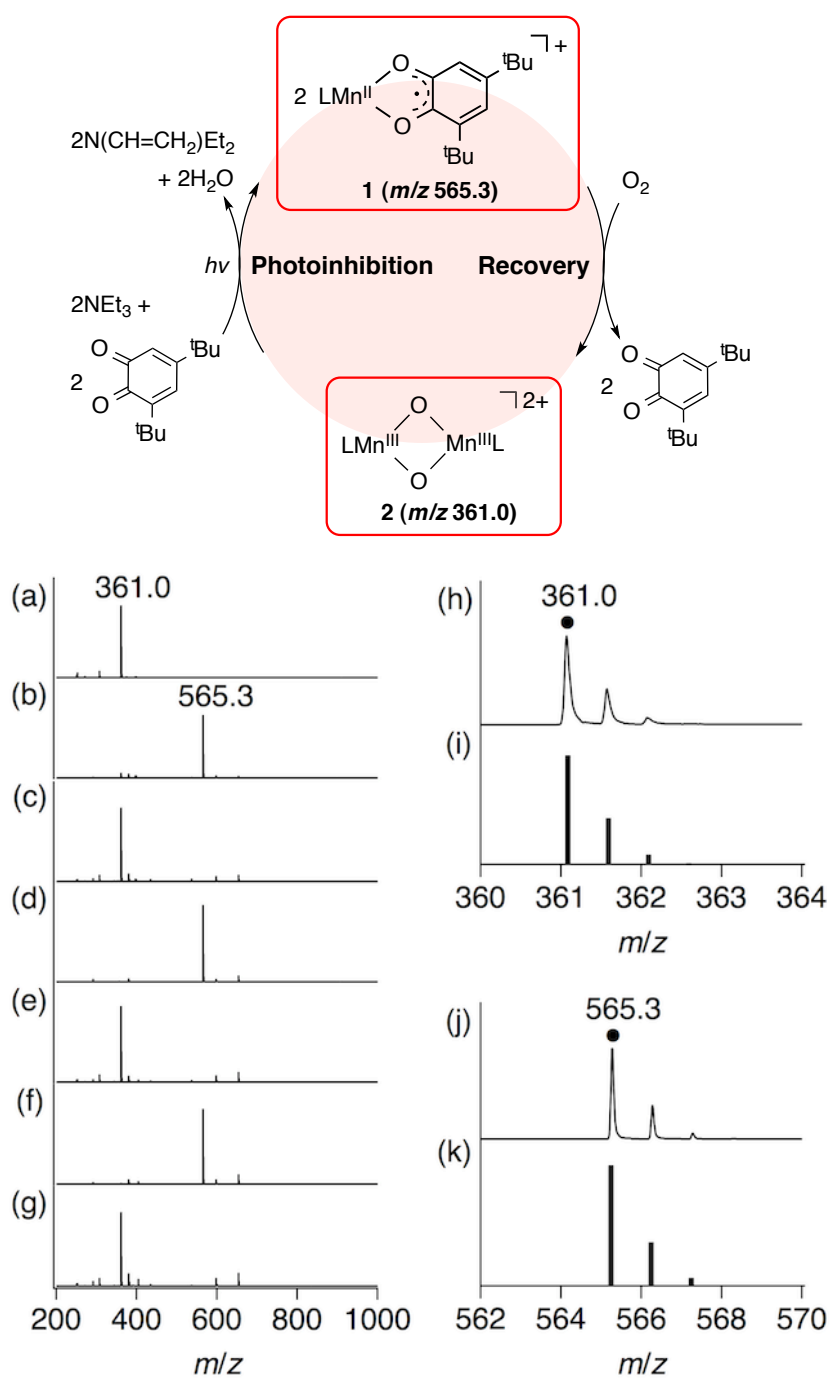 2 LMnᴵᴵ
O
O
ᵗBu
ᵗBu
+
1 (m/z 565.3)
2N(CH=CH₂)Et₂
+ 2H₂O
O₂
hν
Photoinhibition
Recovery
2NEt₃ +
2
O
O
ᵗBu
ᵗBu
2
O
O
ᵗBu
ᵗBu
2+
O
LMnᴵᴵᴵ
MnᴵᴵᴵL
O
2 (m/z 361.0)
(a)
361.0
(b)
565.3
(c)
(d)
(e)
(f)
(g)
200 400 600 800 1000
m/z
(h)
361.0
(i)
360 361 362 363 364
m/z
(j)
565.3
(k)
562 564 566 568 570
m/z